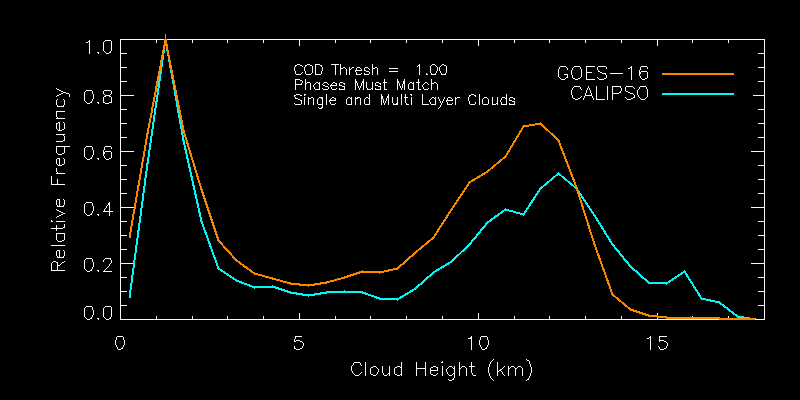 COD Thresh =  1.00
Phases Must Match
Single and Multi Layer Clouds
GOES-16
CALIPSO
Relative Frequency
1.0
0.8
0.6
0.4
0.2
0.0
0 5 10 15
Cloud Height (km)